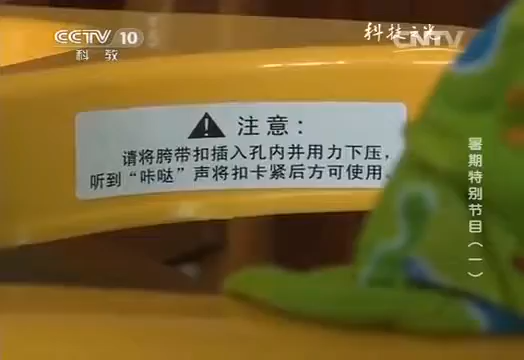 CCTV 10
科教
科技之光
CNTV
注意：
请将胯带扣插入孔内并用力下压，
听到“咔哒”声将扣卡紧后方可使用。
暑期特别节目（一）